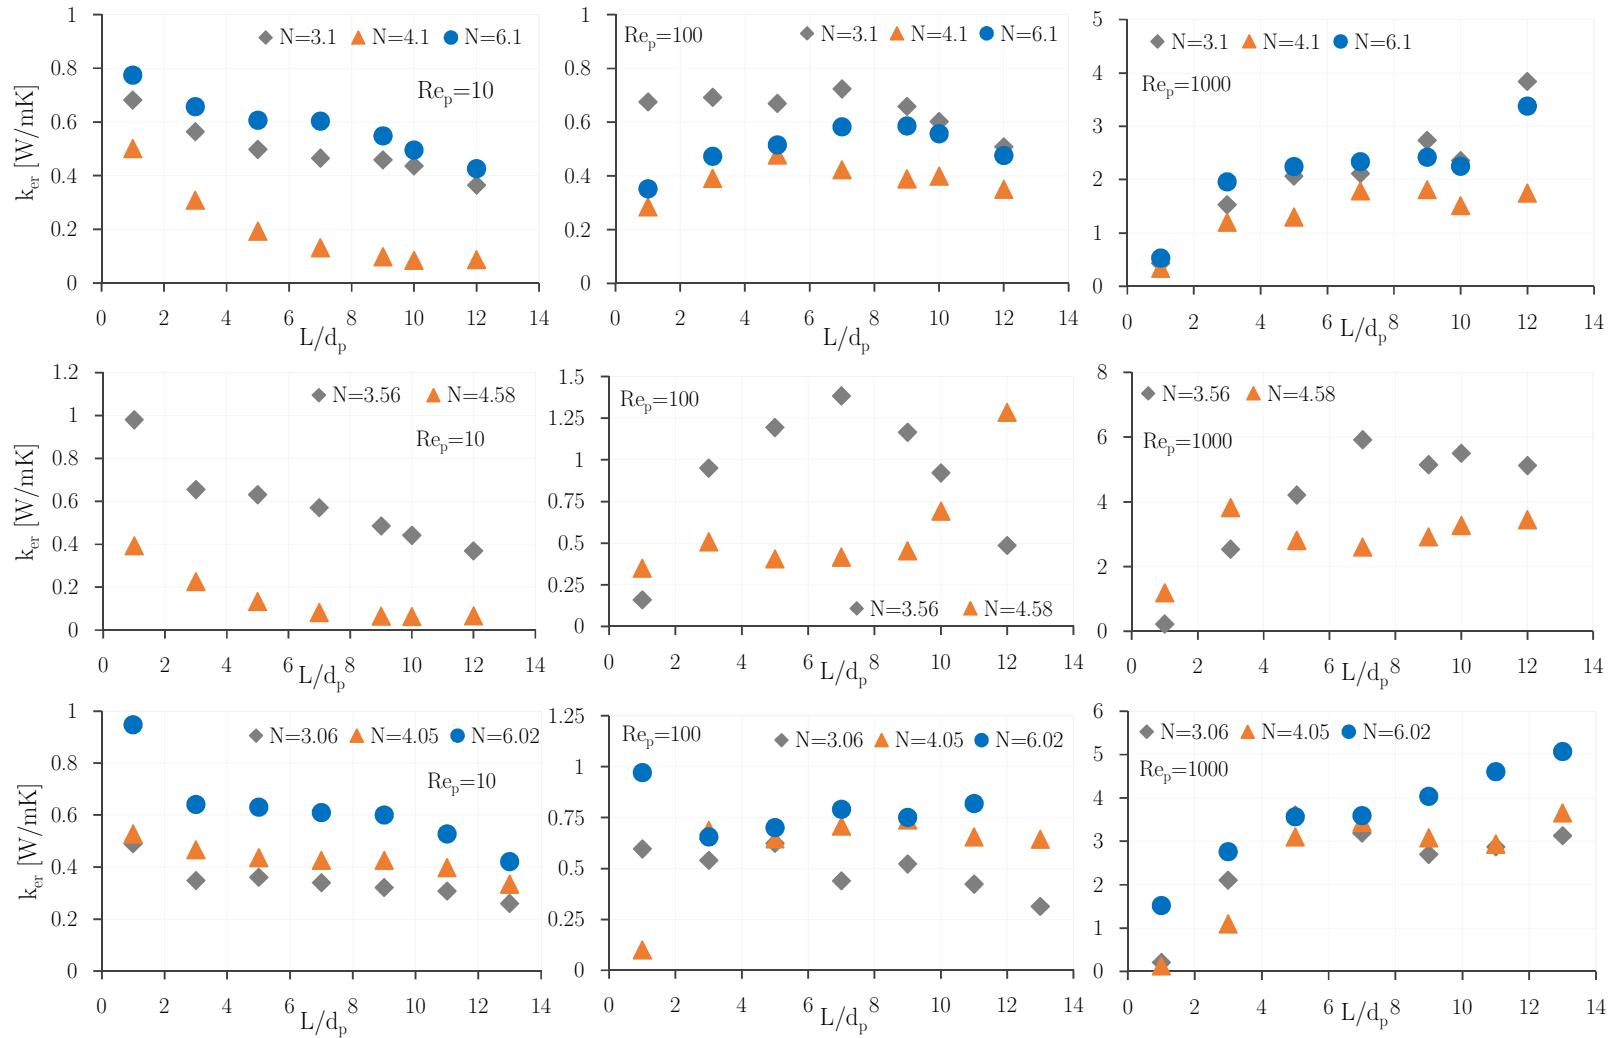 1
0.8
0.6
0.4
0.2
0
k_er [W/mK]
N=3.1 N=4.1 N=6.1
Re_p=10
0 2 4 6 8 10 12 14
L/d_p
1
0.8
0.6
0.4
0.2
0
Re_p=100
N=3.1 N=4.1 N=6.1
0 2 4 6 8 10 12 14
L/d_p
5
4
3
2
1
0
N=3.1 N=4.1 N=6.1
Re_p=1000
0 2 4 6 8 10 12 14
L/d_p
1.2
1
0.8
0.6
0.4
0.2
0
k_er [W/mK]
N=3.56 N=4.58
Re_p=10
0 2 4 6 8 10 12 14
L/d_p
1.5
1.25
1
0.75
0.5
0.25
0
Re_p=100
N=3.56 N=4.58
0 2 4 6 8 10 12 14
L/d_p
8
6
4
2
0
N=3.56 N=4.58
Re_p=1000
0 2 4 6 8 10 12 14
L/d_p
1
0.8
0.6
0.4
0.2
0
k_er [W/mK]
N=3.06 N=4.05 N=6.02
Re_p=10
0 2 4 6 8 10 12 14
L/d_p
1.25
1
0.75
0.5
0.25
0
Re_p=100
N=3.06 N=4.05 N=6.02
0 2 4 6 8 10 12 14
L/d_p
6
5
4
3
2
1
0
N=3.06 N=4.05 N=6.02
Re_p=1000
0 2 4 6 8 10 12 14
L/d_p